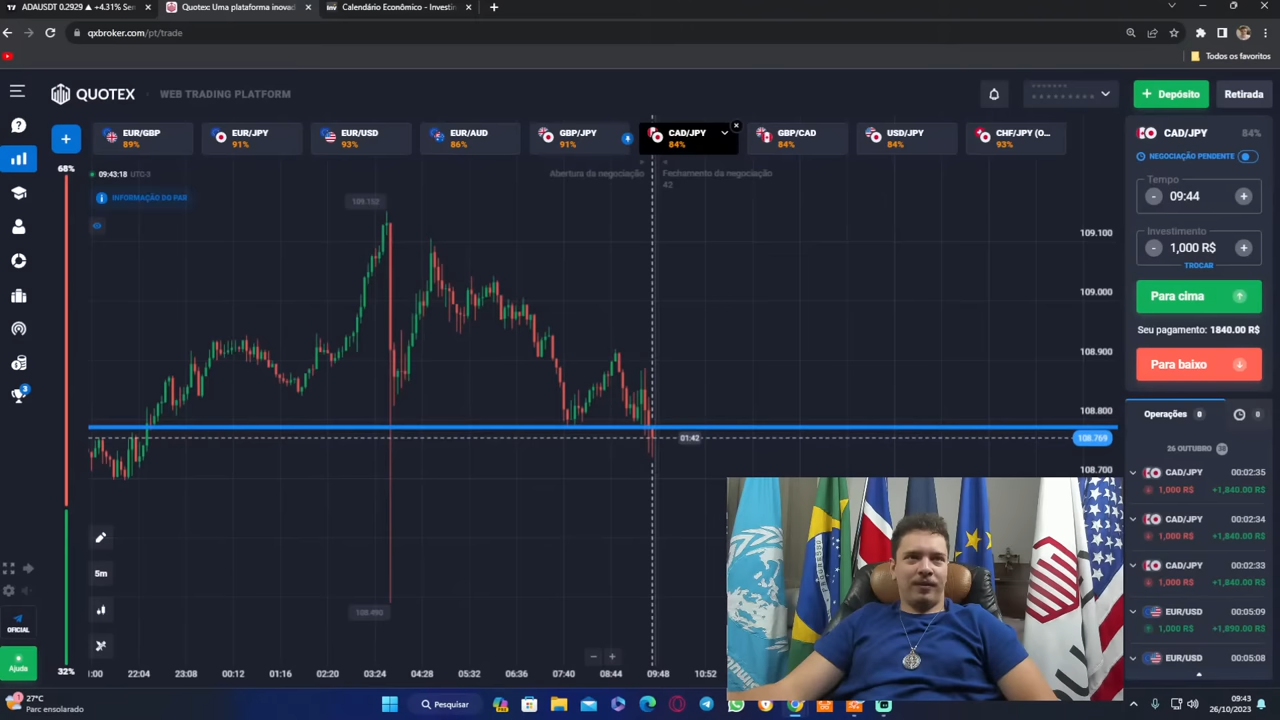 ADAUSDT 0.2929 ▲ +4.31% Sen
Quotex: Uma plataforma inovad
Calendário Econômico - Investin
qxbroker.com/pt/trade
Todos os favoritos
QUOTEX
WEB TRADING PLATFORM
Depósito
Retirada
EUR/GBP
89%
EUR/JPY
91%
EUR/USD
93%
EUR/AUD
86%
GBP/JPY
91%
CAD/JPY
84%
GBP/CAD
84%
USD/JPY
84%
CHF/JPY (O...
93%
CAD/JPY
84%
NEGOCIAÇÃO PENDENTE
Tempo
- 09:44 +
Investimento
- 1,000 R$ +
TROCAR
Para cima
Seu pagamento: 1840.00 R$
Para baixo
Operações 0
0
26 OUTUBRO
CAD/JPY 00:02:35
1,000 R$ +1,840.00 R$
CAD/JPY 00:02:34
1,000 R$ +1,840.00 R$
CAD/JPY 00:02:33
1,000 R$ +1,840.00 R$
EUR/USD 00:05:09
1,000 R$ +1,890.00 R$
EUR/USD 00:05:08
68%
09:43:18 UTC-3
INFORMAÇÃO DO PAR
Abertura da negociação
Fechamento da negociação
42
109.152
109.100
109.000
108.900
108.800
01:42
108.769
108.700
108.490
3
5m
OFICIAL
Ajuda
32%
:00 22:04 23:08 00:12 01:16 02:20 03:24 04:28 05:32 06:36 07:40 08:44 09:48 10:52
27°C
Parc ensolarado
Pesquisar
09:43
26/10/2023